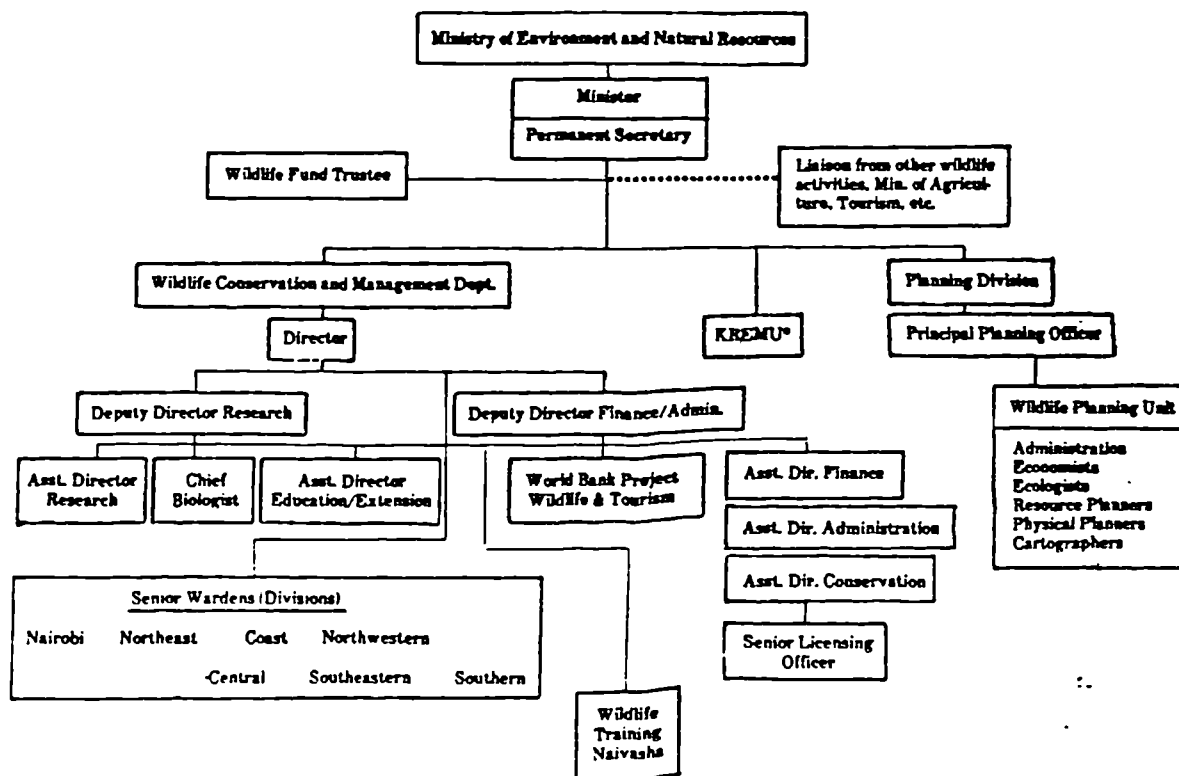 Ministry of Environment and Natural Resources
Minister
Permanent Secretary
Wildlife Fund Trustee
Liaison from other wildlife
activities, Min. of Agricul-
ture, Tourism, etc.
Wildlife Conservation and Management Dept.
Planning Division
Director
KREMU*
Principal Planning Officer
Deputy Director Research
Deputy Director Finance/Admin.
Wildlife Planning Unit
Administration
Economists
Ecologists
Resource Planners
Physical Planners
Cartographers
Asst. Director
Research
Chief
Biologist
Asst. Director
Education/Extension
World Bank Project
Wildlife & Tourism
Asst. Dir. Finance
Asst. Dir. Administration
Asst. Dir. Conservation
Senior Licensing
Officer
Senior Wardens (Divisions)
Nairobi Northeast Coast Northwestern
Central Southeastern Southern
Wildlife
Training
Naivasha